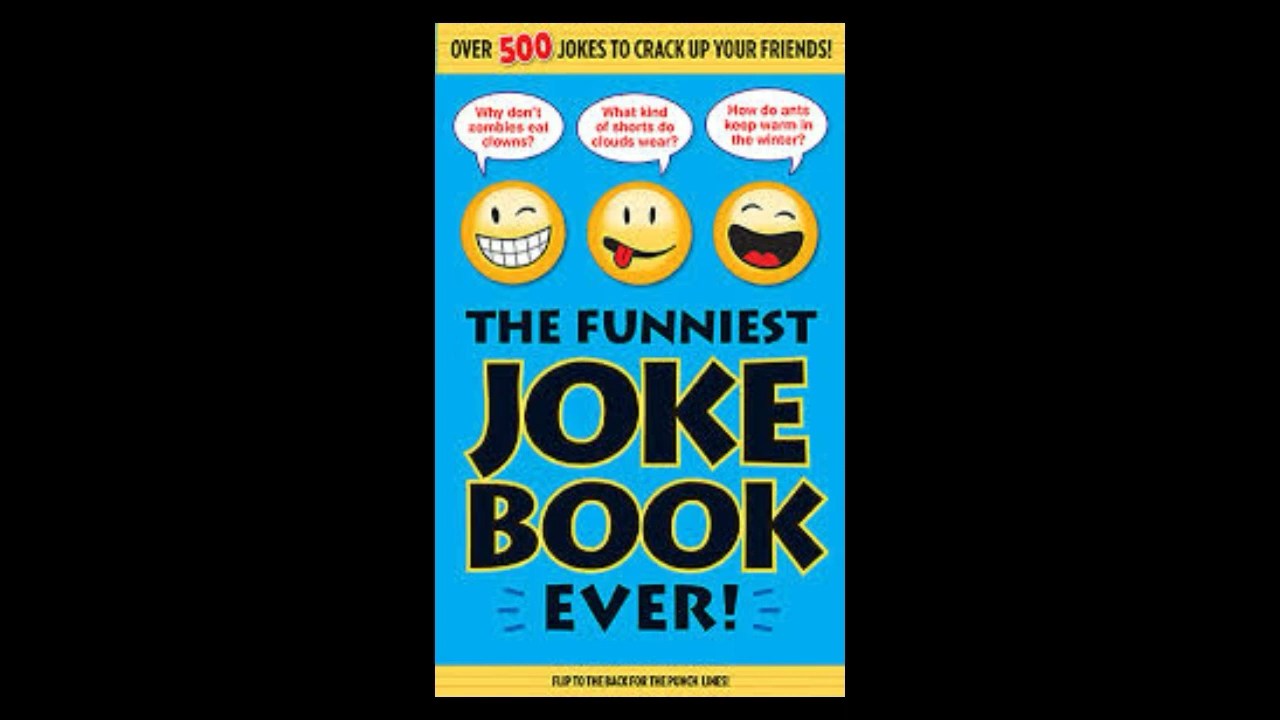 OVER 500 JOKES TO CRACK UP YOUR FRIENDS!
Why don't
zombies eat
clowns?
What kind
of shorts do
clouds wear?
How do ants
keep warm in
the winter?
THE FUNNIEST
JOKE
BOOK
EVER!
FLIP TO THE BACK FOR THE PUNCH LINES!